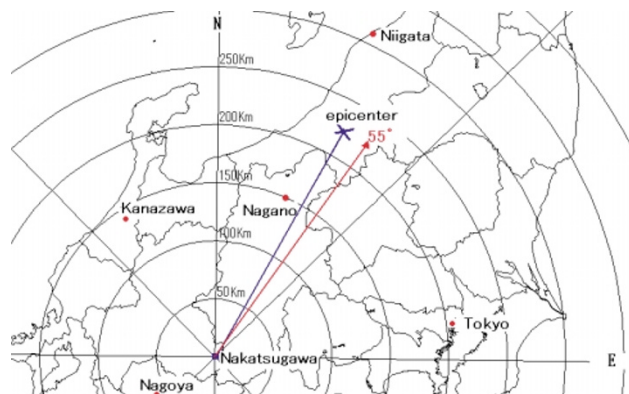 N
Niigata
250Km
epicenter
200Km
55°
150Km
Kanazawa
Nagano
100Km
50Km
Tokyo
Nakatsugawa
E
Nagoya